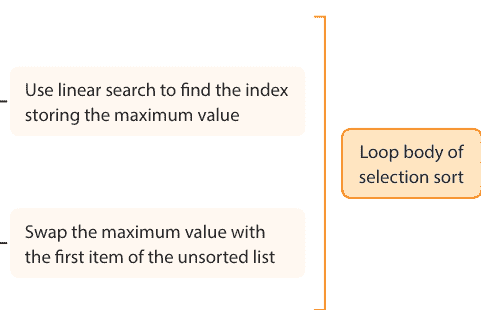 Use linear search to find the index
storing the maximum value
Loop body of
selection sort
Swap the maximum value with
the first item of the unsorted list